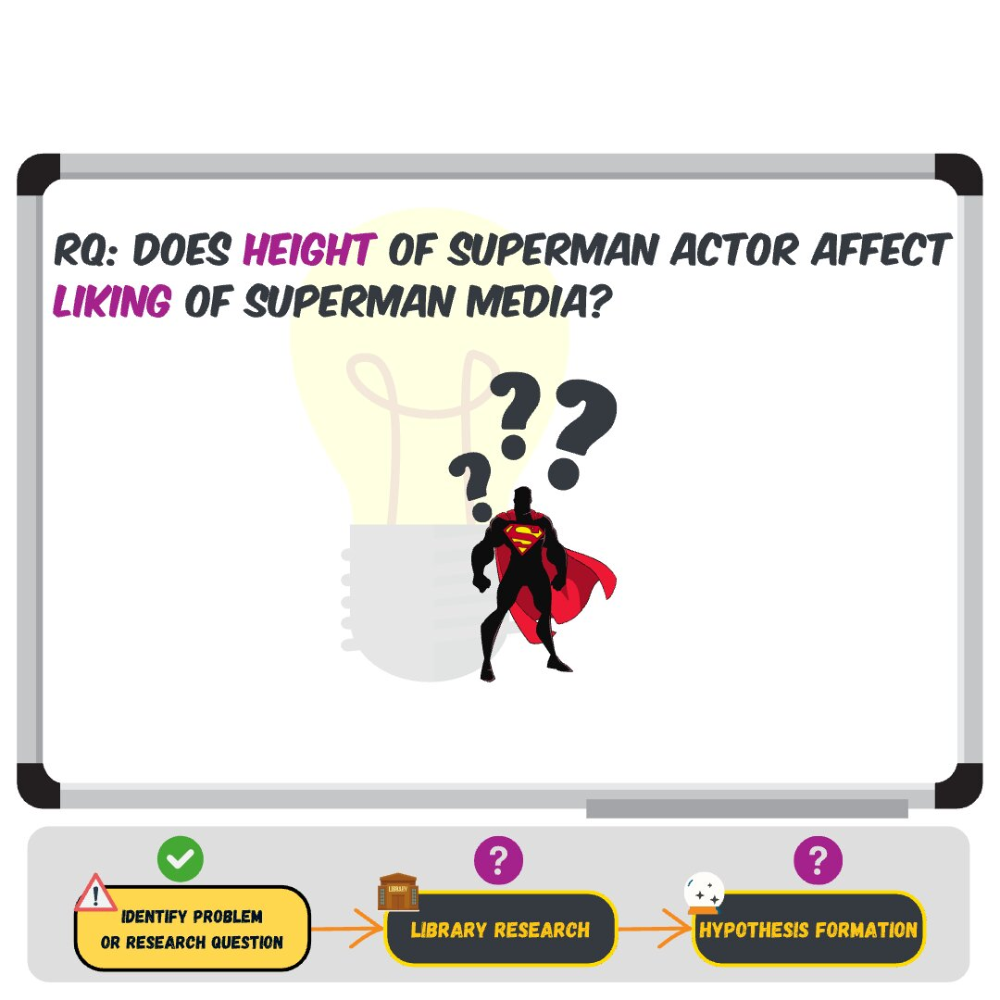 RQ: DOES HEIGHT OF SUPERMAN ACTOR AFFECT
LIKING OF SUPERMAN MEDIA?
? ? ?
S
✓
?
?
!
IDENTIFY PROBLEM
OR RESEARCH QUESTION
LIBRARY
LIBRARY RESEARCH
HYPOTHESIS FORMATION